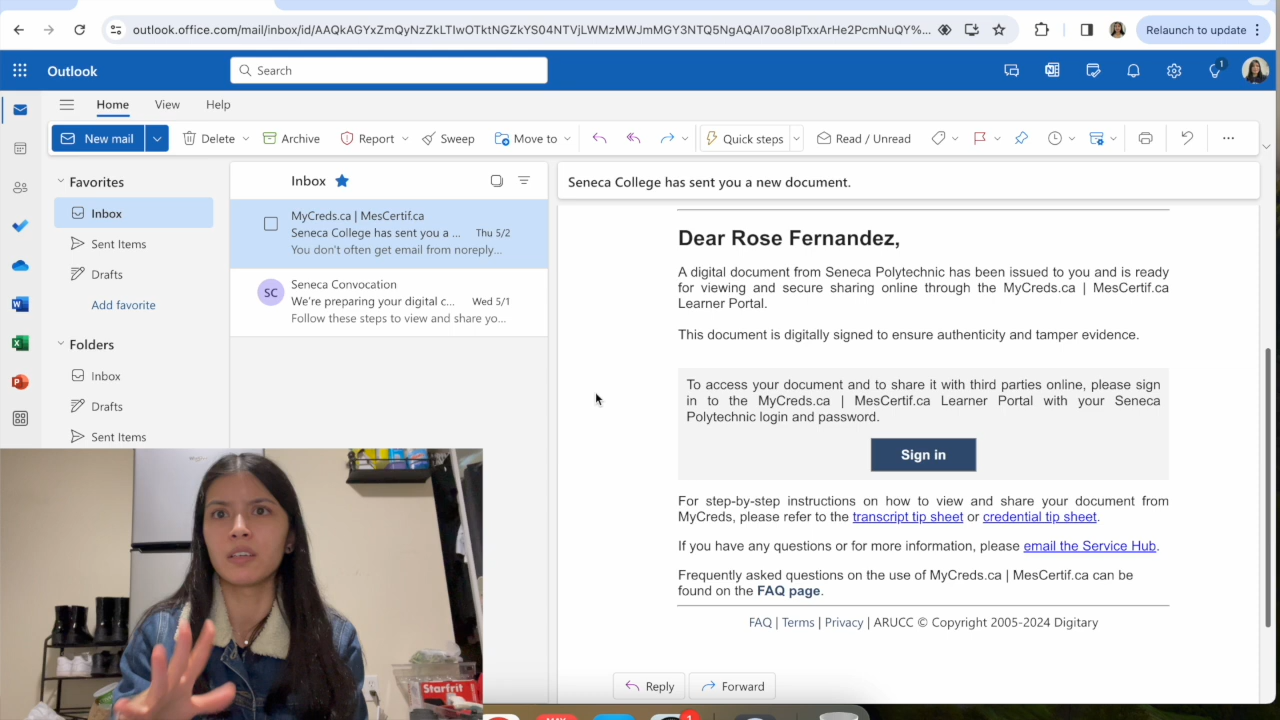 outlook.office.com/mail/inbox/id/AAQkAGYxZmQyNzZkLTIwOTktNGZkYS04NTVjLWMzMWJmMGY3NTQ5NgAQAI7oo8IpTxxArHe2PcmNuQY%...
Relaunch to update
Outlook
Search
1
Home
View
Help
New mail
Delete
Archive
Report
Sweep
Move to
Quick steps
Read / Unread
Favorites
Inbox
Sent Items
Drafts
Add favorite
Folders
Inbox
Drafts
Sent Items
Inbox
MyCreds.ca | MesCertif.ca
Seneca College has sent you a ... Thu 5/2
You don't often get email from noreply...
SC
Seneca Convocation
We're preparing your digital c... Wed 5/1
Follow these steps to view and share yo...
Seneca College has sent you a new document.
Dear Rose Fernandez,
A digital document from Seneca Polytechnic has been issued to you and is ready
for viewing and secure sharing online through the MyCreds.ca | MesCertif.ca
Learner Portal.
This document is digitally signed to ensure authenticity and tamper evidence.
To access your document and to share it with third parties online, please sign
in to the MyCreds.ca | MesCertif.ca Learner Portal with your Seneca
Polytechnic login and password.
Sign in
For step-by-step instructions on how to view and share your document from
MyCreds, please refer to the transcript tip sheet or credential tip sheet.
If you have any questions or for more information, please email the Service Hub.
Frequently asked questions on the use of MyCreds.ca | MesCertif.ca can be
found on the FAQ page.
FAQ | Terms | Privacy | ARUCC © Copyright 2005-2024 Digitary
Reply
Forward
Starfrit
MAY
1